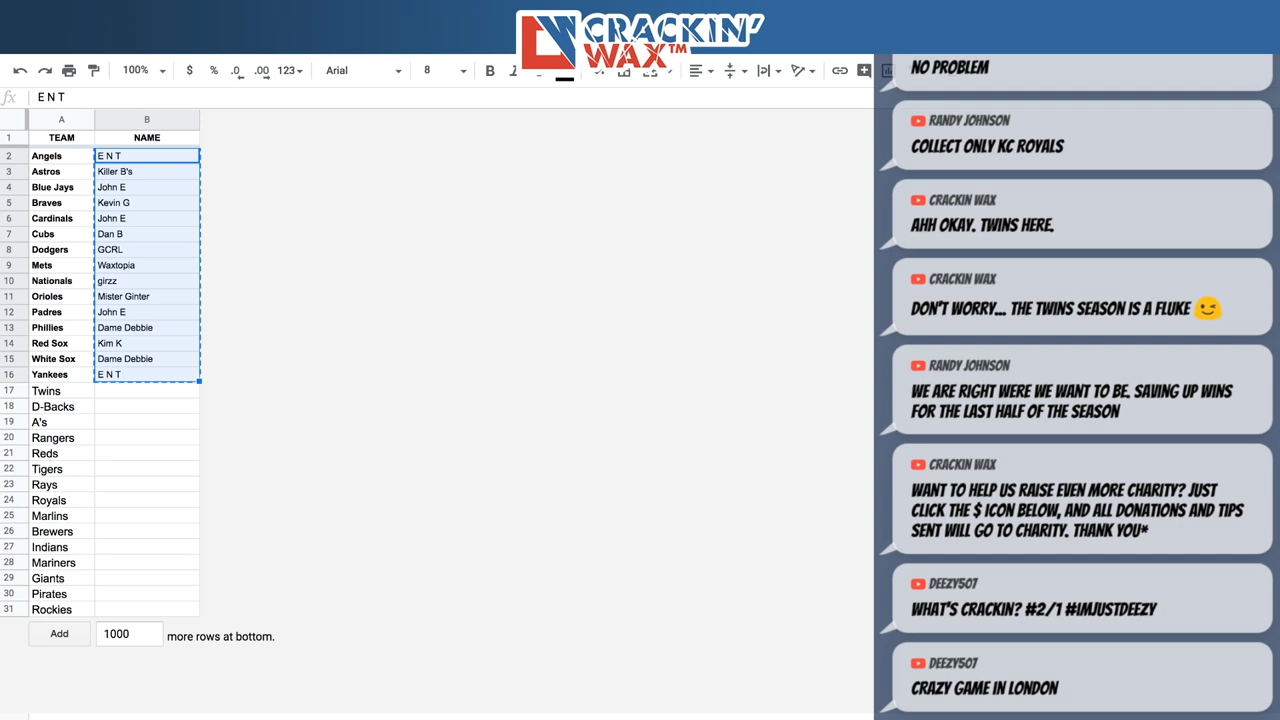 CRACKIN'
WAX™
100%
$
%
.0
.00
123
Arial
8
B
fx
E N T
A
B
1 TEAM NAME
2 Angels E N T
3 Astros Killer B's
4 Blue Jays John E
5 Braves Kevin G
6 Cardinals John E
7 Cubs Dan B
8 Dodgers GCRL
9 Mets Waxtopia
10 Nationals girzz
11 Orioles Mister Ginter
12 Padres John E
13 Phillies Dame Debbie
14 Red Sox Kim K
15 White Sox Dame Debbie
16 Yankees E N T
17 Twins
18 D-Backs
19 A's
20 Rangers
21 Reds
22 Tigers
23 Rays
24 Royals
25 Marlins
26 Brewers
27 Indians
28 Mariners
29 Giants
30 Pirates
31 Rockies
Add 1000 more rows at bottom.
NO PROBLEM
RANDY JOHNSON
COLLECT ONLY KC ROYALS
CRACKIN WAX
AHH OKAY. TWINS HERE.
CRACKIN WAX
DON'T WORRY... THE TWINS SEASON IS A FLUKE 😉
RANDY JOHNSON
WE ARE RIGHT WERE WE WANT TO BE. SAVING UP WINS
FOR THE LAST HALF OF THE SEASON
CRACKIN WAX
WANT TO HELP US RAISE EVEN MORE CHARITY? JUST
CLICK THE $ ICON BELOW, AND ALL DONATIONS AND TIPS
SENT WILL GO TO CHARITY. THANK YOU*
DEEZY507
WHAT'S CRACKIN? #2/1 #IMJUSTDEEZY
DEEZY507
CRAZY GAME IN LONDON